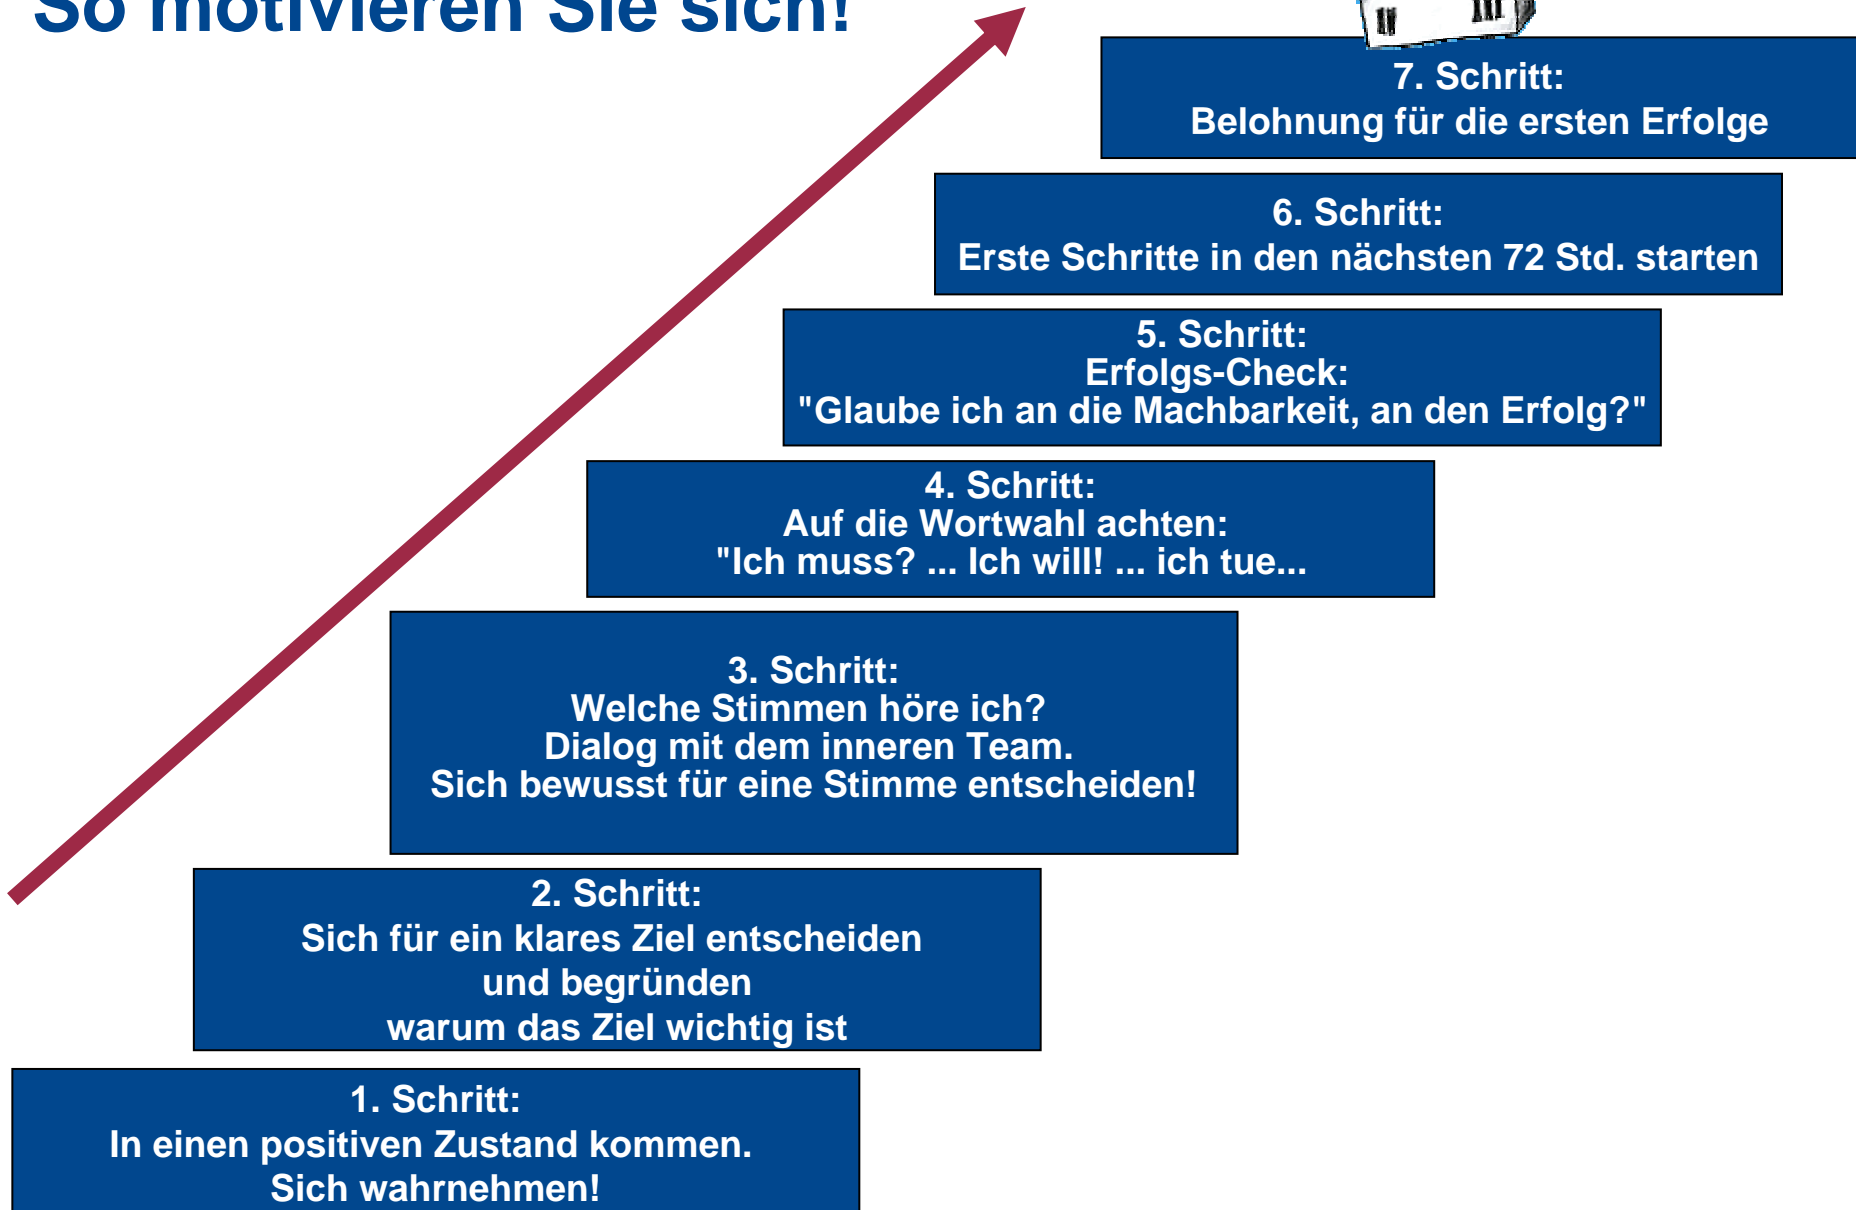 So motivieren Sie sich!
7. Schritt:
Belohnung für die ersten Erfolge
6. Schritt:
Erste Schritte in den nächsten 72 Std. starten
5. Schritt:
Erfolgs-Check:
"Glaube ich an die Machbarkeit, an den Erfolg?"
4. Schritt:
Auf die Wortwahl achten:
"Ich muss? ... Ich will! ... ich tue...
3. Schritt:
Welche Stimmen höre ich?
Dialog mit dem inneren Team.
Sich bewusst für eine Stimme entscheiden!
2. Schritt:
Sich für ein klares Ziel entscheiden
und begründen
warum das Ziel wichtig ist
1. Schritt:
In einen positiven Zustand kommen.
Sich wahrnehmen!